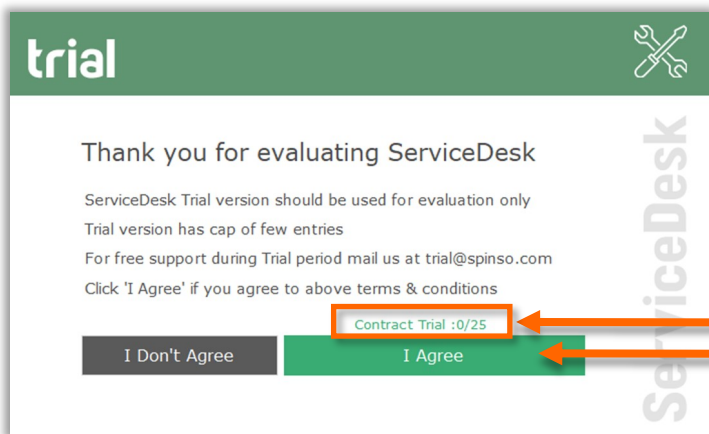 trial
Thank you for evaluating ServiceDesk
ServiceDesk Trial version should be used for evaluation only
Trial version has cap of few entries
For free support during Trial period mail us at trial@spinso.com
Click 'I Agree' if you agree to above terms & conditions
Contract Trial :0/25
I Don't Agree
I Agree
ServiceDesk